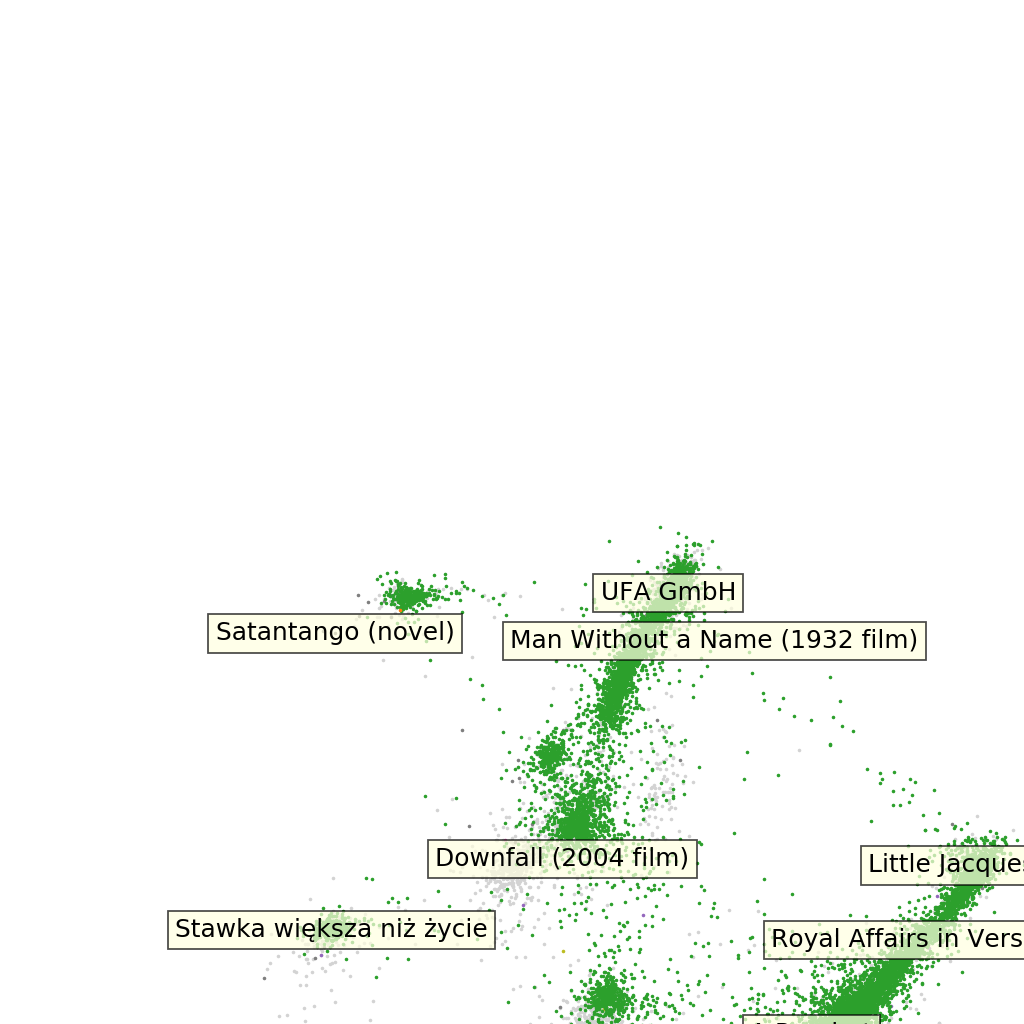 UFA GmbH
Satantango (novel)
Man Without a Name (1932 film)
Downfall (2004 film)
Little Jacques
Stawka większa niż życie
Royal Affairs in Vers